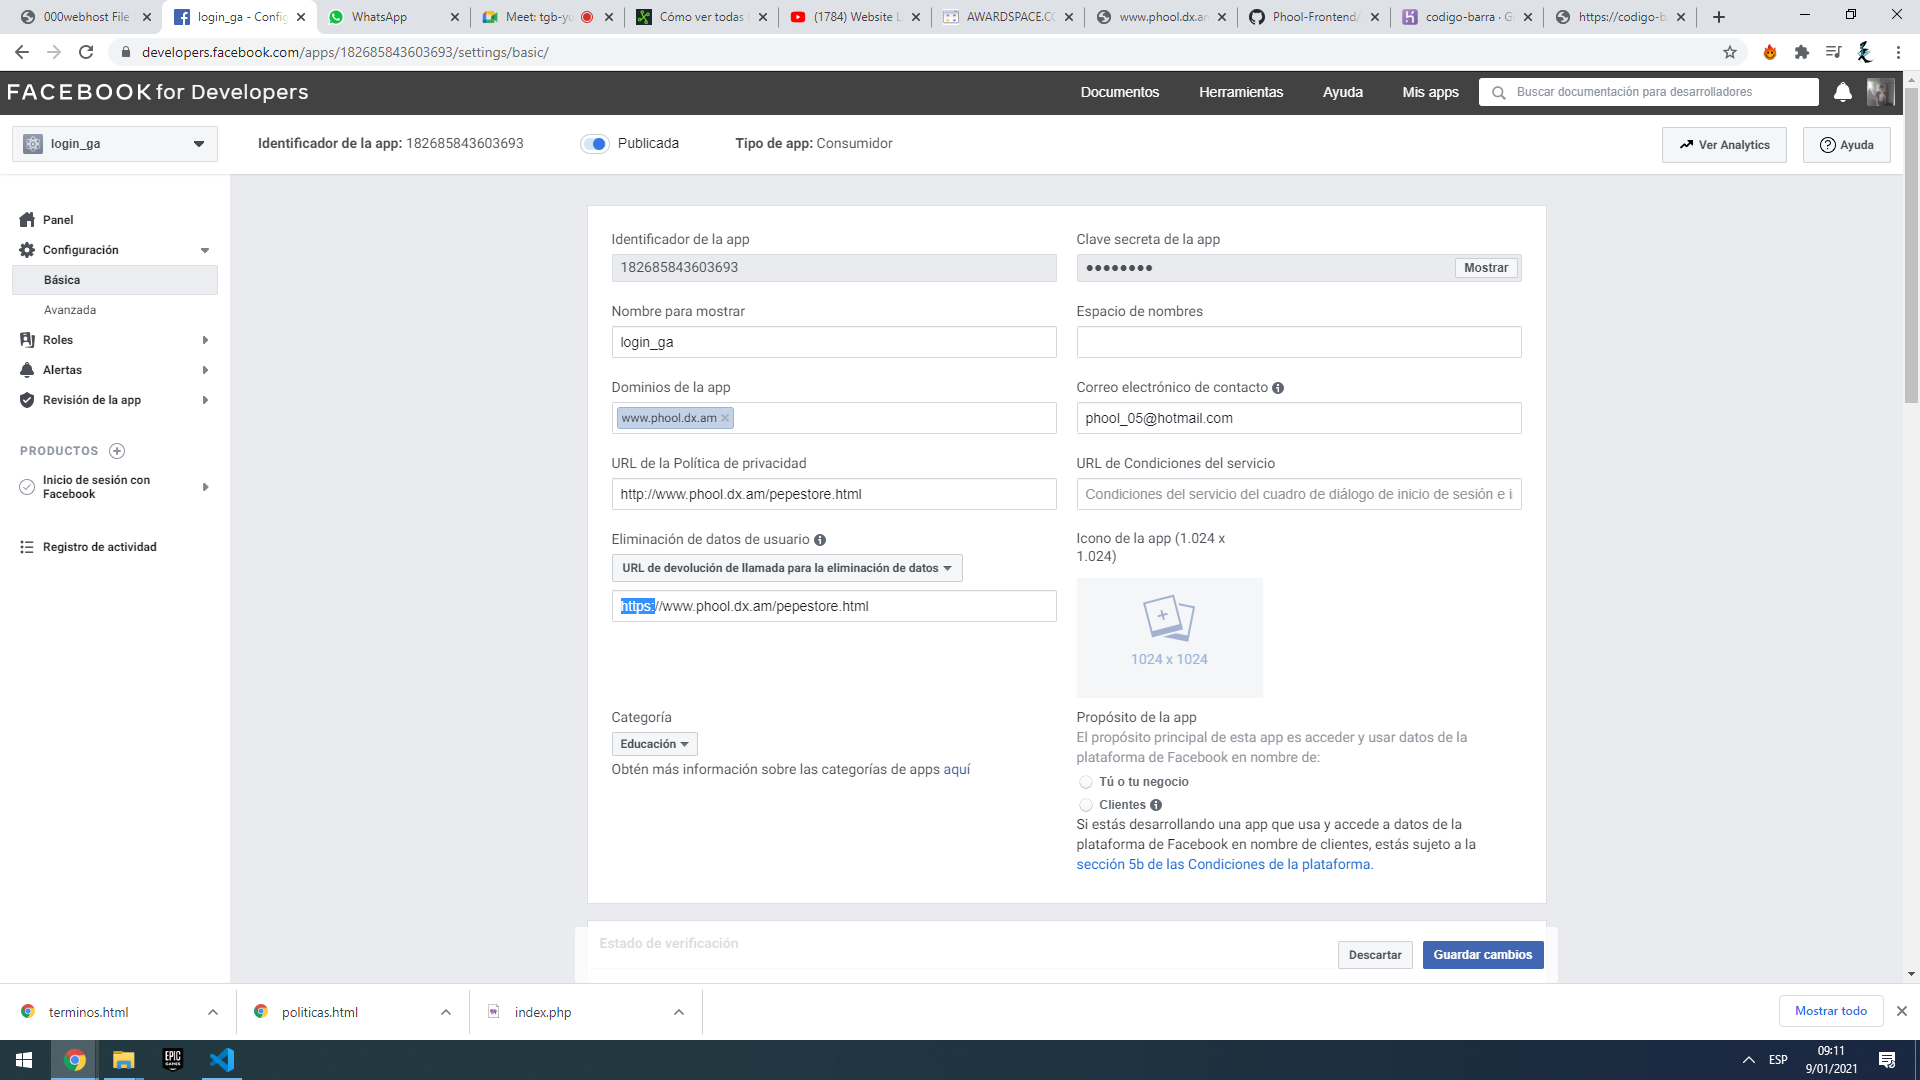 000webhost File
login_ga - Config
WhatsApp
Meet: tgb-yu
Cómo ver todas
(1784) Website L
AWARDSPACE.CO
www.phool.dx.am
Phool-Frontend/
codigo-barra · G
https://codigo-b
developers.facebook.com/apps/182685843603693/settings/basic/
FACEBOOK for Developers
Documentos
Herramientas
Ayuda
Mis apps
Buscar documentación para desarrolladores
login_ga
Identificador de la app: 182685843603693
Publicada
Tipo de app: Consumidor
Ver Analytics
Ayuda
Panel
Configuración
Básica
Avanzada
Roles
Alertas
Revisión de la app
PRODUCTOS
Inicio de sesión con
Facebook
Registro de actividad
Identificador de la app
182685843603693
Clave secreta de la app
●●●●●●●●
Mostrar
Nombre para mostrar
login_ga
Espacio de nombres
Dominios de la app
www.phool.dx.am
Correo electrónico de contacto
phool_05@hotmail.com
URL de la Política de privacidad
http://www.phool.dx.am/pepestore.html
URL de Condiciones del servicio
Condiciones del servicio del cuadro de diálogo de inicio de sesión e i
Eliminación de datos de usuario
URL de devolución de llamada para la eliminación de datos
https://www.phool.dx.am/pepestore.html
Icono de la app (1.024 x
1.024)
1024 x 1024
Categoría
Educación
Obtén más información sobre las categorías de apps aquí
Propósito de la app
El propósito principal de esta app es acceder y usar datos de la
plataforma de Facebook en nombre de:
Tú o tu negocio
Clientes
Si estás desarrollando una app que usa y accede a datos de la
plataforma de Facebook en nombre de clientes, estás sujeto a la
sección 5b de las Condiciones de la plataforma.
Estado de verificación
Descartar
Guardar cambios
terminos.html
politicas.html
index.php
Mostrar todo
EPIC
GAMES
ESP
09:11
9/01/2021